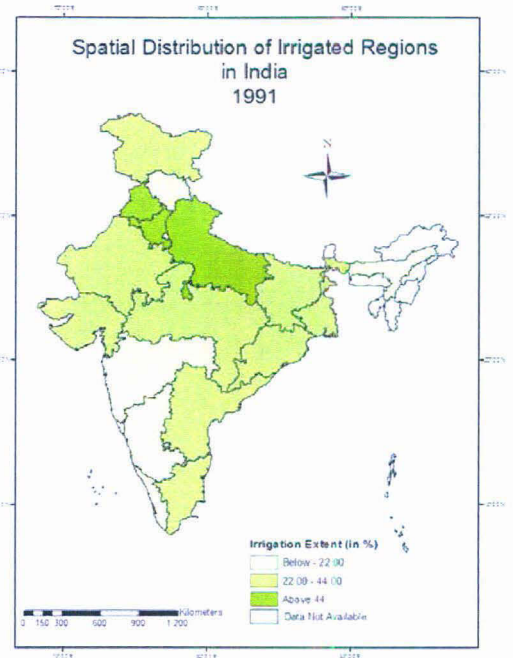 Spatial Distribution of Irrigated Regions
in India
1991
N
Irrigation Extent (in %)
Below - 22.00
22.00 - 44.00
Above 44
Data Not Available
Kilometers
0 150 300 600 900 1 200